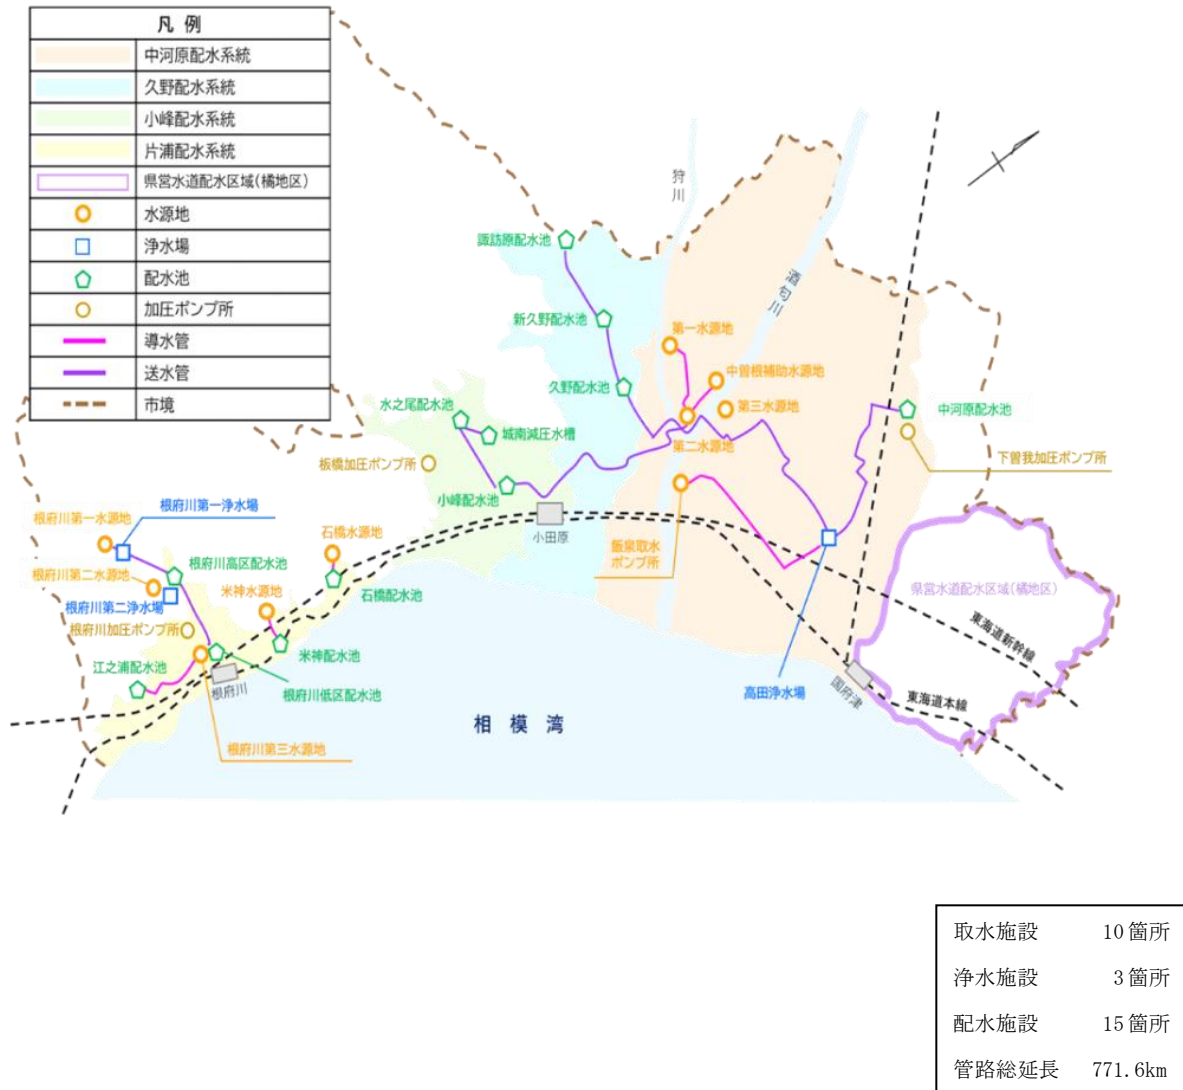 凡例
中河原配水系統
久野配水系統
小峰配水系統
片浦配水系統
県営水道配水区域(橘地区)
水源地
浄水場
配水池
加圧ポンプ所
導水管
送水管
市境
狩川
酒匂川
諏訪原配水池
新久野配水池
久野配水池
第一水源地
中曽根補助水源地
第三水源地
第二水源地
水之尾配水池
城南減圧水槽
板橋加圧ポンプ所
小峰配水池
中河原配水池
下曽我加圧ポンプ所
小田原
飯泉取水
ポンプ所
根府川第一浄水場
根府川第一水源地
根府川高区配水池
根府川第二水源地
根府川第二浄水場
根府川加圧ポンプ所
石橋水源地
米神水源地
石橋配水池
米神配水池
江之浦配水池
根府川
根府川低区配水池
根府川第三水源地
県営水道配水区域(橘地区)
東海道新幹線
東海道本線
国府津
高田浄水場
相模湾
取水施設 10箇所
浄水施設 3箇所
配水施設 15箇所
管路総延長 771.6km